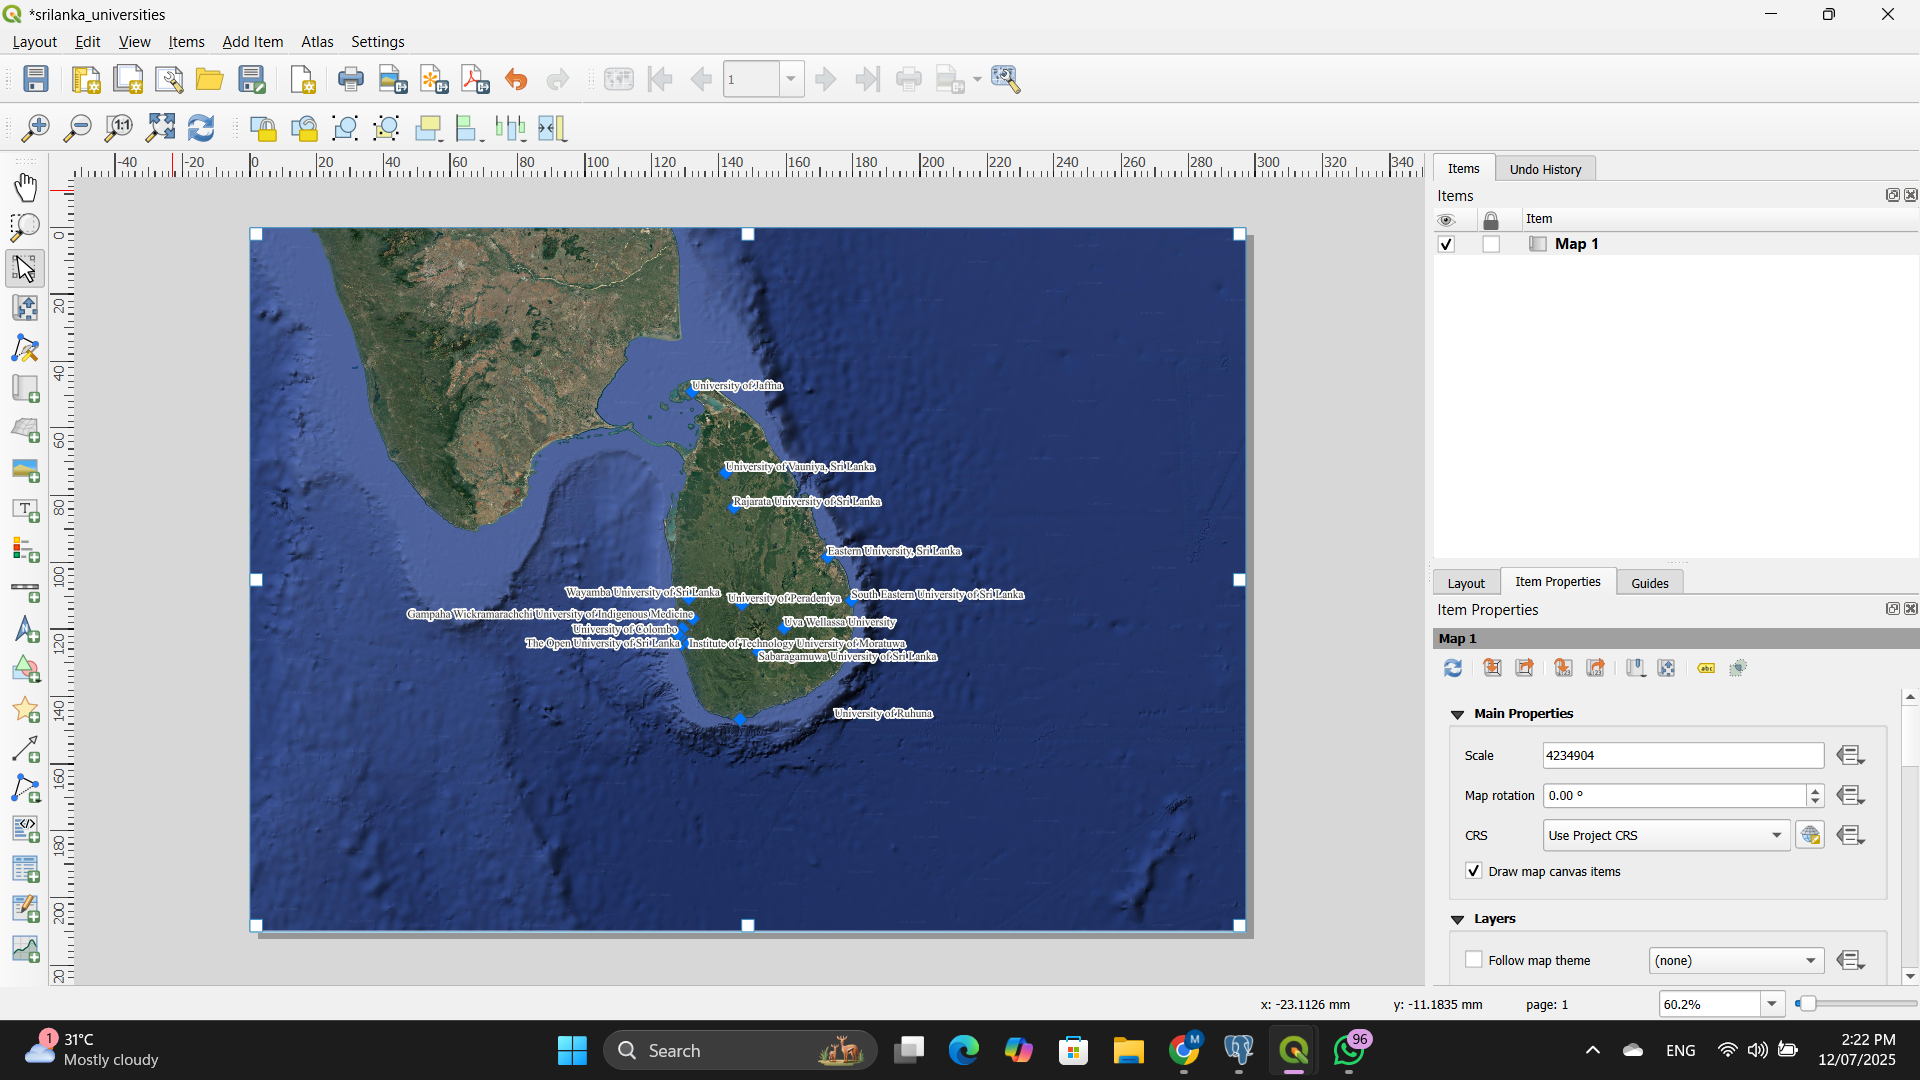 *srilanka_universities
Layout Edit View Items Add Item Atlas Settings
1
-40 -20 0 20 40 60 80 100 120 140 160 180 200 220 240 260 280 300 320 340
0 20 40 60 80 100 120 140 160 180 200 20
Items Undo History
Items
Item
Map 1
University of Jaffna
University of Vauniya, Sri Lanka
Rajarata University of Sri Lanka
Eastern University, Sri Lanka
Wayamba University of Sri Lanka
University of Peradeniya
South Eastern University of Sri Lanka
Gampaha Wickramarachchi University of Indigenous Medicine
Uva Wellassa University
University of Colombo
The Open University of Sri Lanka
Institute of Technology University of Moratuwa
Sabaragamuwa University of Sri Lanka
University of Ruhuna
Layout Item Properties Guides
Item Properties
Map 1
Main Properties
Scale 4234904
Map rotation 0.00 °
CRS Use Project CRS
Draw map canvas items
Layers
Follow map theme (none)
x: -23.1126 mm y: -11.1835 mm page: 1 60.2%
1
31°C
Mostly cloudy
Search
M
96
ENG
2:22 PM
12/07/2025